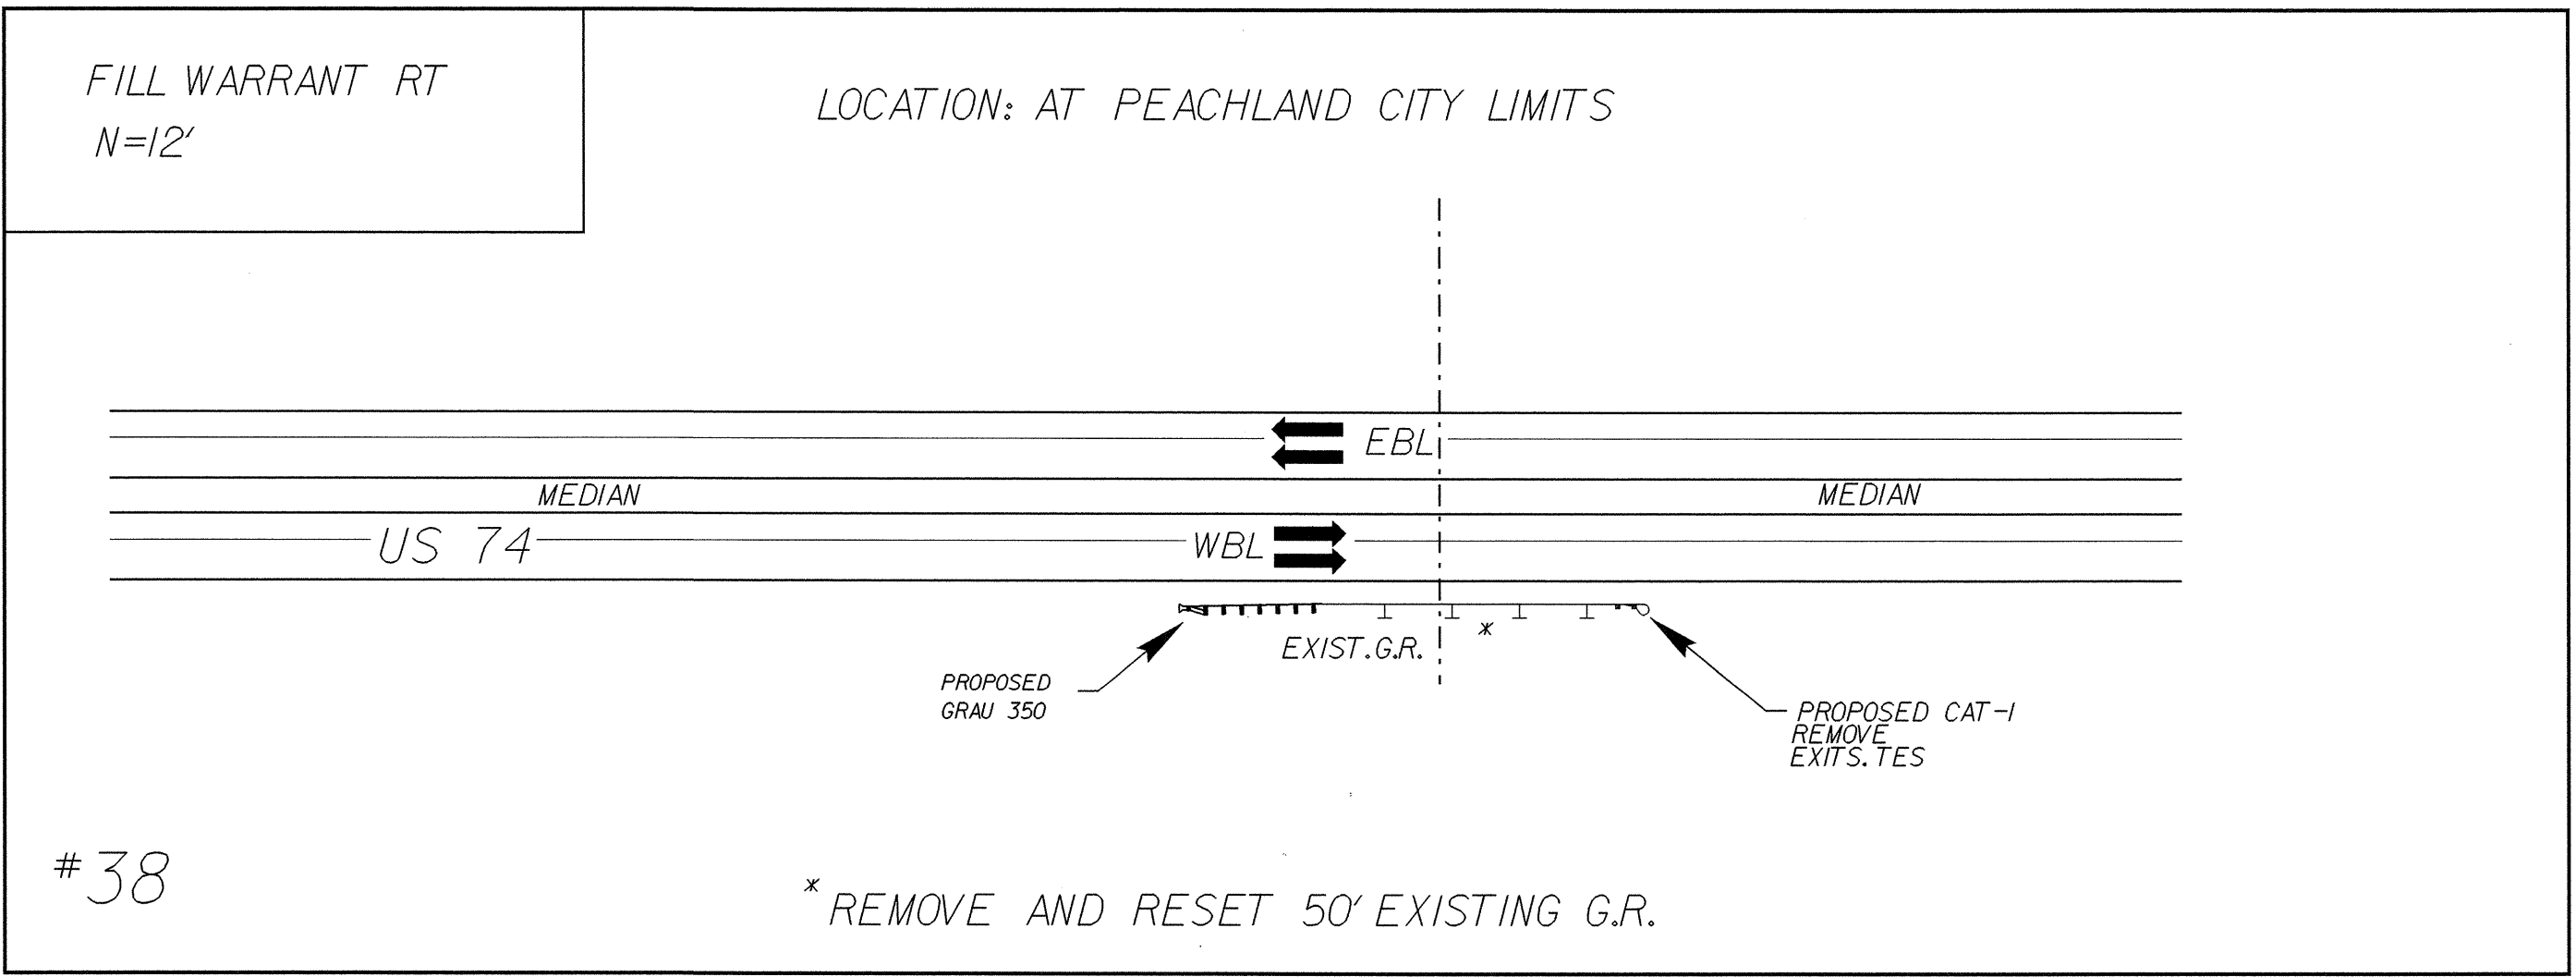 FILL WARRANT RT
N=12'
LOCATION: AT PEACHLAND CITY LIMITS
EBL
MEDIAN
MEDIAN
US 74
WBL
*
EXIST.G.R.
PROPOSED
GRAU 350
PROPOSED CAT-1
REMOVE
EXITS.TES
#38
* REMOVE AND RESET 50' EXISTING G.R.